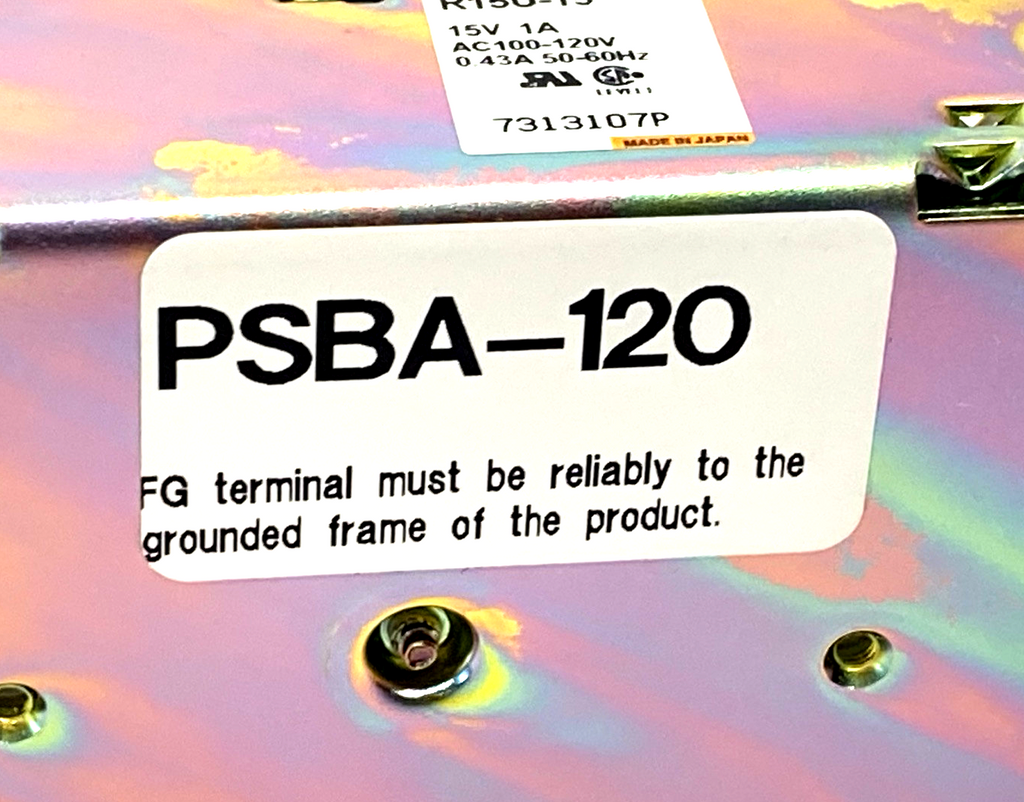 15V 1A
AC100-120V
0.43A 50-60Hz
7313107P
MADE IN JAPAN
PSBA-120
FG terminal must be reliably to the
grounded frame of the product.